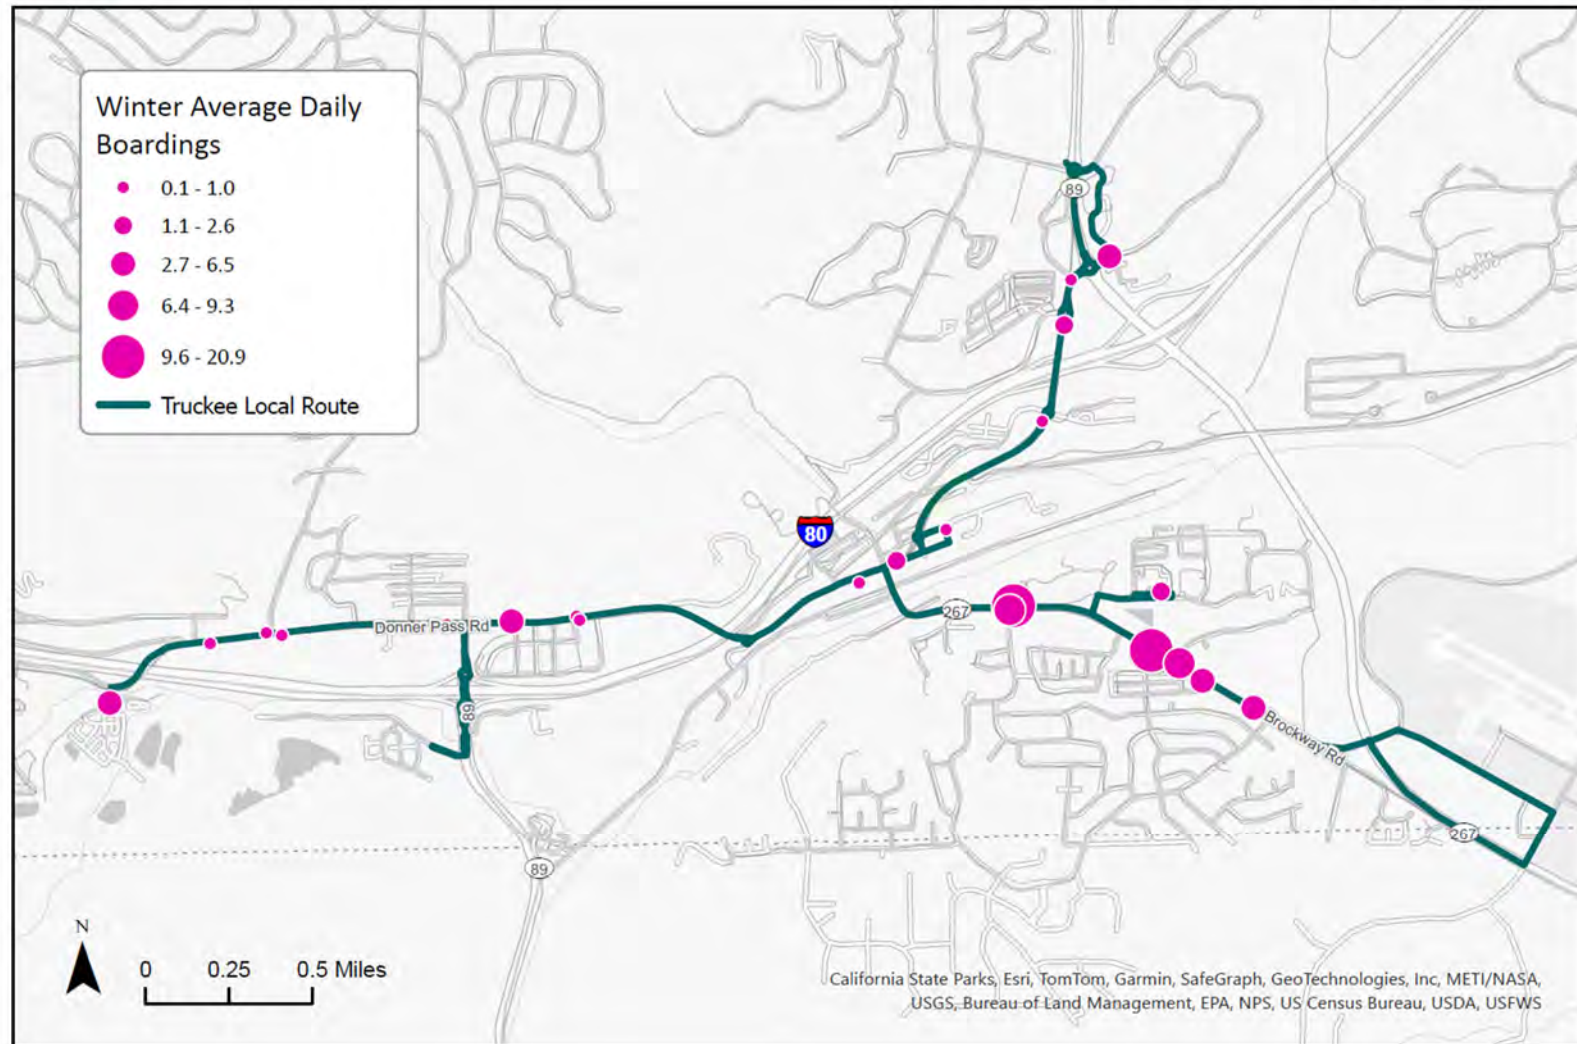 Winter Average Daily
Boardings
0.1 - 1.0
1.1 - 2.6
2.7 - 6.5
6.4 - 9.3
9.6 - 20.9
Truckee Local Route
89
80
267
Donner Pass Rd
89
Brockway Rd
267
89
N
0 0.25 0.5 Miles
California State Parks, Esri, TomTom, Garmin, SafeGraph, GeoTechnologies, Inc, METI/NASA,
USGS, Bureau of Land Management, EPA, NPS, US Census Bureau, USDA, USFWS